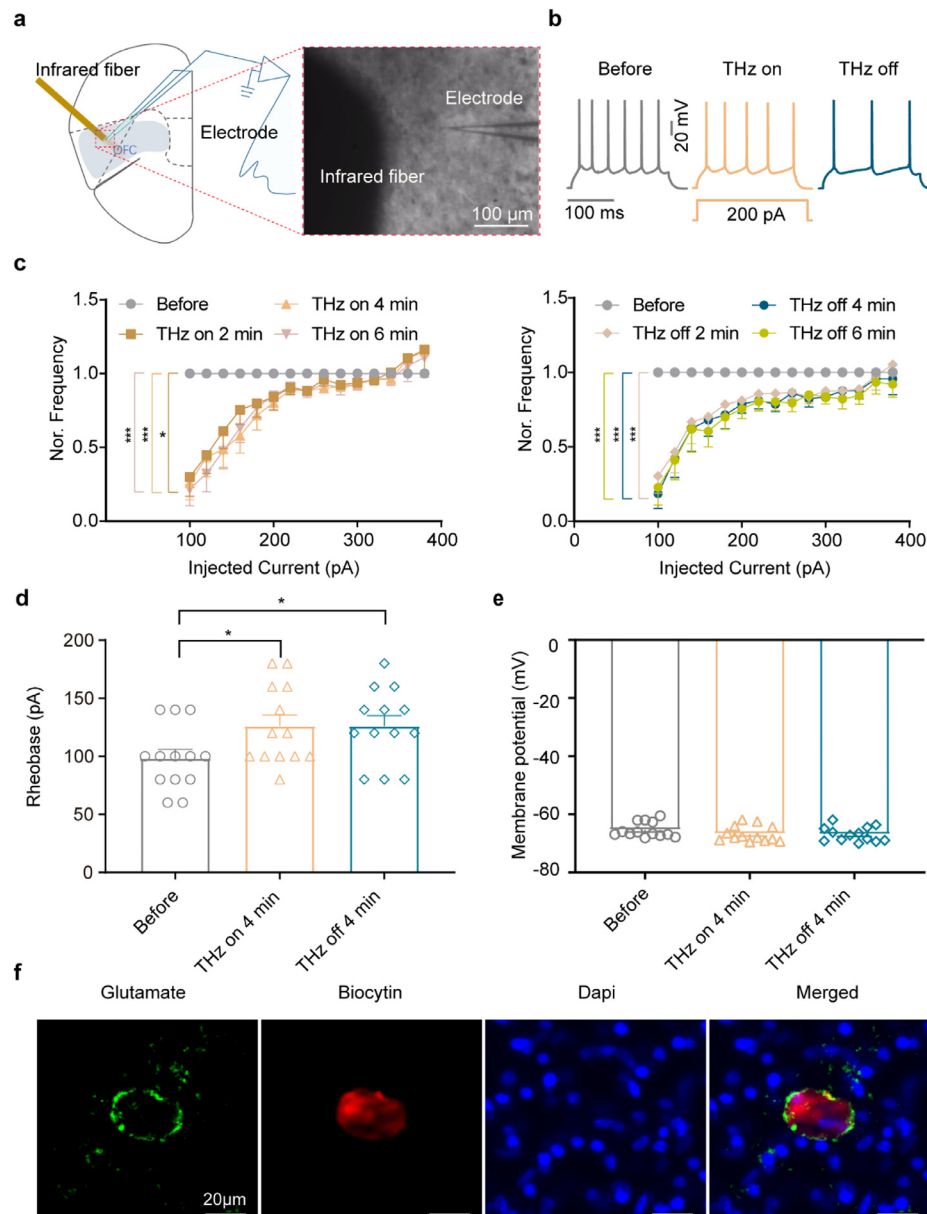 a
Infrared fiber
OFC
Electrode
Electrode
Infrared fiber
100 µm
b
Before
THz on
THz off
20 mV
100 ms
200 pA
c
Before
THz on 4 min
THz on 2 min
THz on 6 min
1.5
1.0
0.5
0.0
Nor. Frequency
***
***
*
100
200
300
400
Injected Current (pA)
Before
THz off 4 min
THz off 2 min
THz off 6 min
1.5
1.0
0.5
0.0
Nor. Frequency
***
***
***
0
100
200
300
400
Injected Current (pA)
d
*
*
200
150
100
50
0
Rheobase (pA)
Before
THz on 4 min
THz off 4 min
e
0
-20
-40
-60
-80
Membrane potential (mV)
Before
THz on 4 min
THz off 4 min
f
Glutamate
Biocytin
Dapi
Merged
20µm